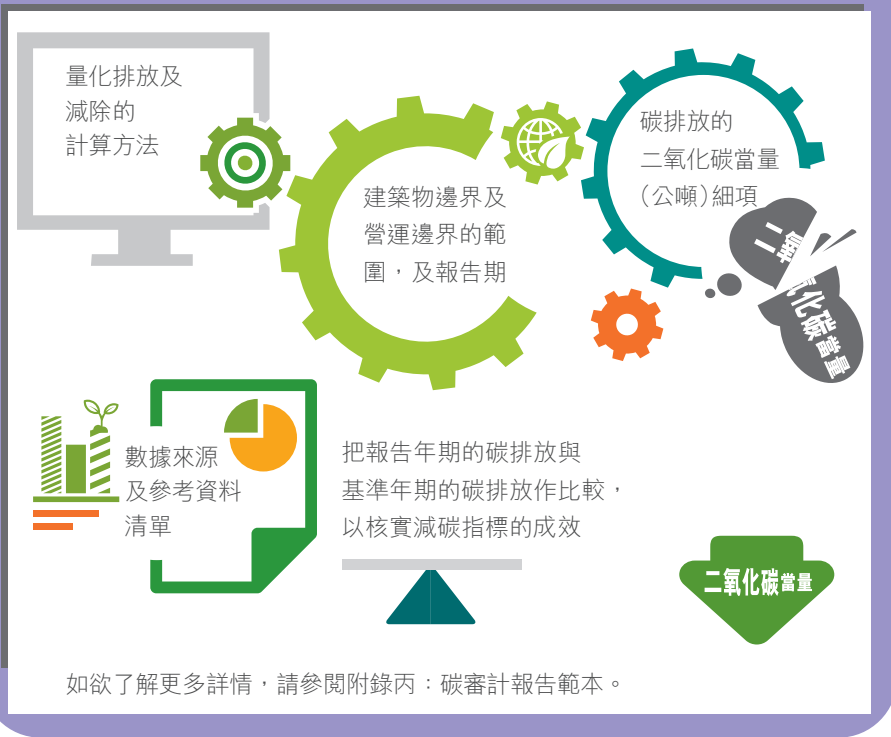 量化排放及
減除的
計算方法
建築物邊界及
營運邊界的範
圍，及報告期
碳排放的
二氧化碳當量
（公噸）細項
二氧
氧化碳當量
數據來源
及參考資料
清單
把報告年期的碳排放與
基準年期的碳排放作比較，
以核實減碳指標的成效
二氧化碳當量
如欲了解更多詳情，請參閱附錄丙：碳審計報告範本。